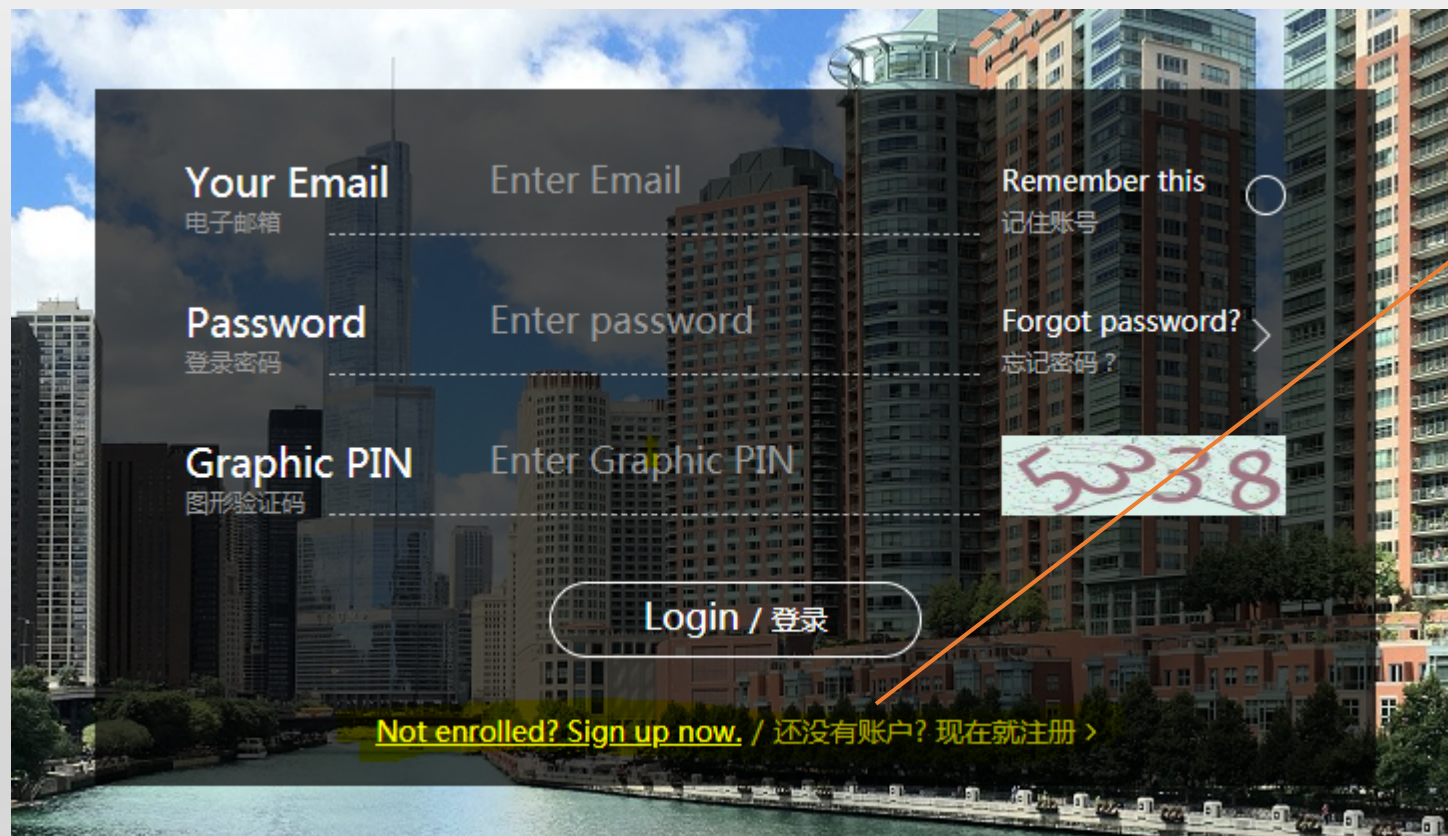 Your Email
电子邮箱
Enter Email
Remember this
记住账号
Password
登录密码
Enter password
Forgot password?
忘记密码？
Graphic PIN
图形验证码
Enter Graphic PIN
5338
Login / 登录
Not enrolled? Sign up now. / 还没有账户? 现在就注册 >